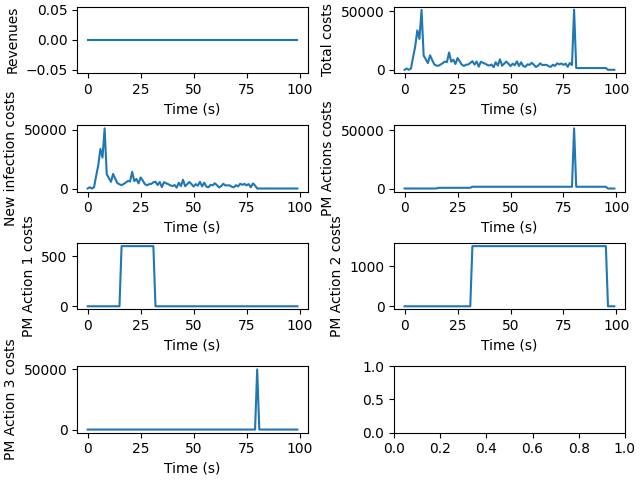 Revenues
0.05
0.00
−0.05
0 25 50 75 100
Time (s)
Total costs
50000
0
0 25 50 75 100
Time (s)
New infection costs
50000
0
0 25 50 75 100
Time (s)
PM Actions costs
50000
0
0 25 50 75 100
Time (s)
PM Action 1 costs
500
0
0 25 50 75 100
Time (s)
PM Action 2 costs
1000
0
0 25 50 75 100
Time (s)
PM Action 3 costs
50000
0
0 25 50 75 100
Time (s)
1.0
0.5
0.0
0.0 0.2 0.4 0.6 0.8 1.0